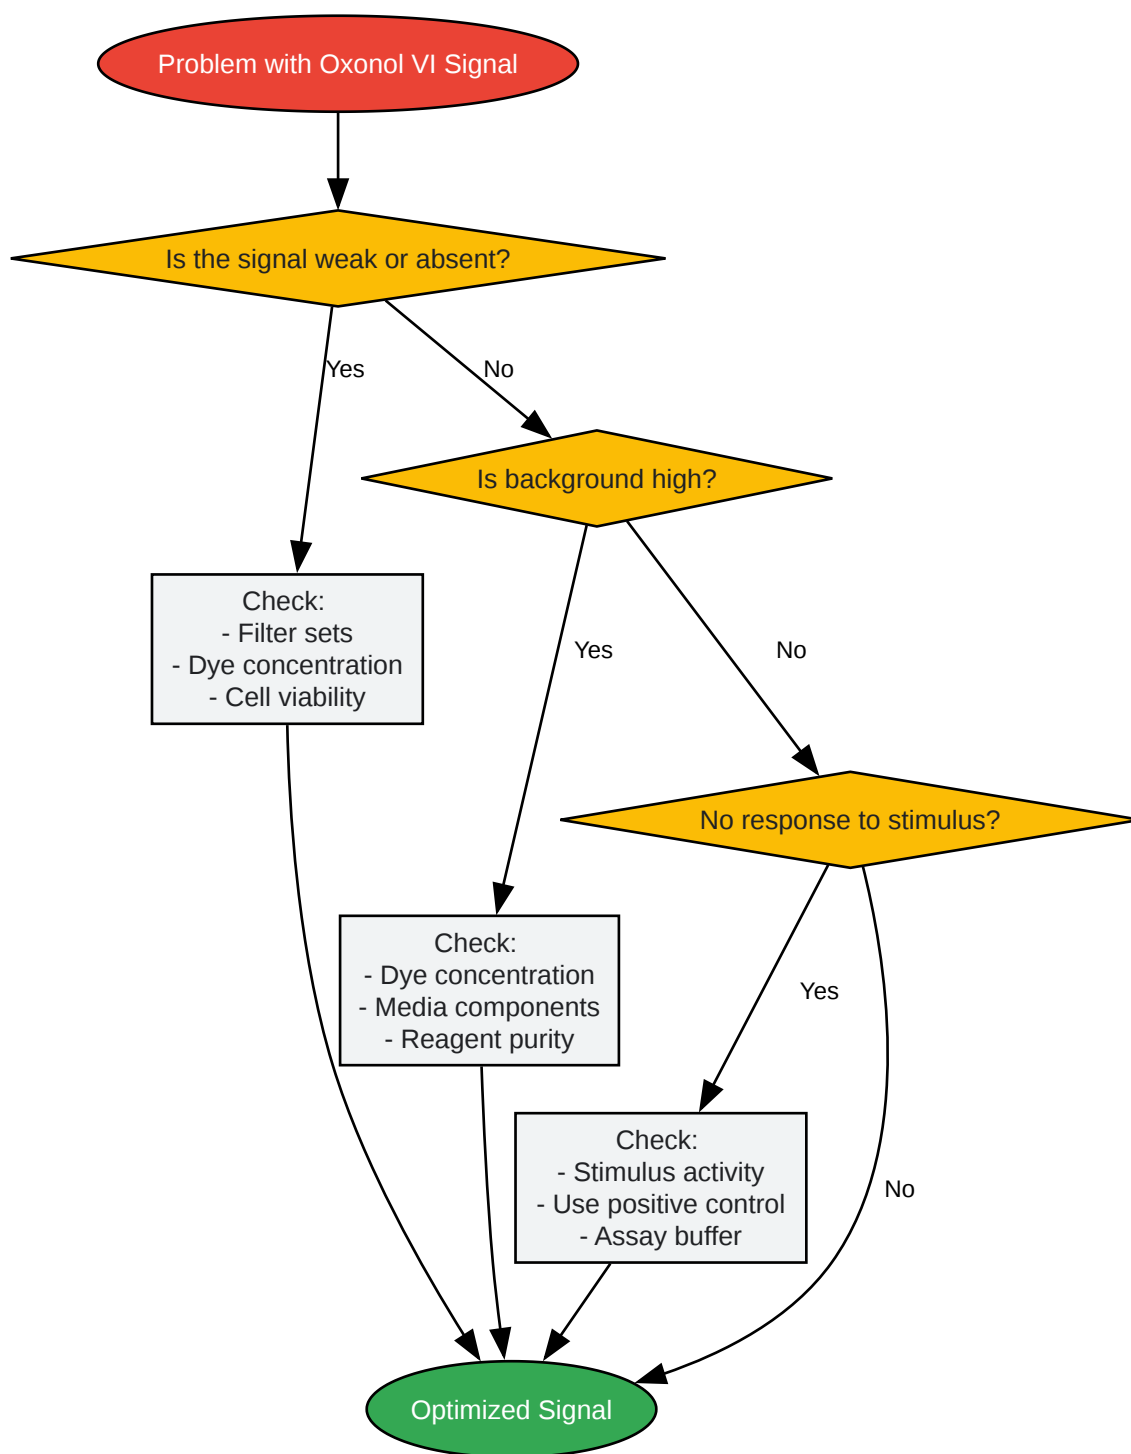 Problem with Oxonol VI Signal
Is the signal weak or absent?
Yes
No
Is background high?
Check:
- Filter sets
- Dye concentration
- Cell viability
Yes
No
No response to stimulus?
Check:
- Dye concentration
- Media components
- Reagent purity
Yes
Check:
- Stimulus activity
- Use positive control
- Assay buffer
No
Optimized Signal